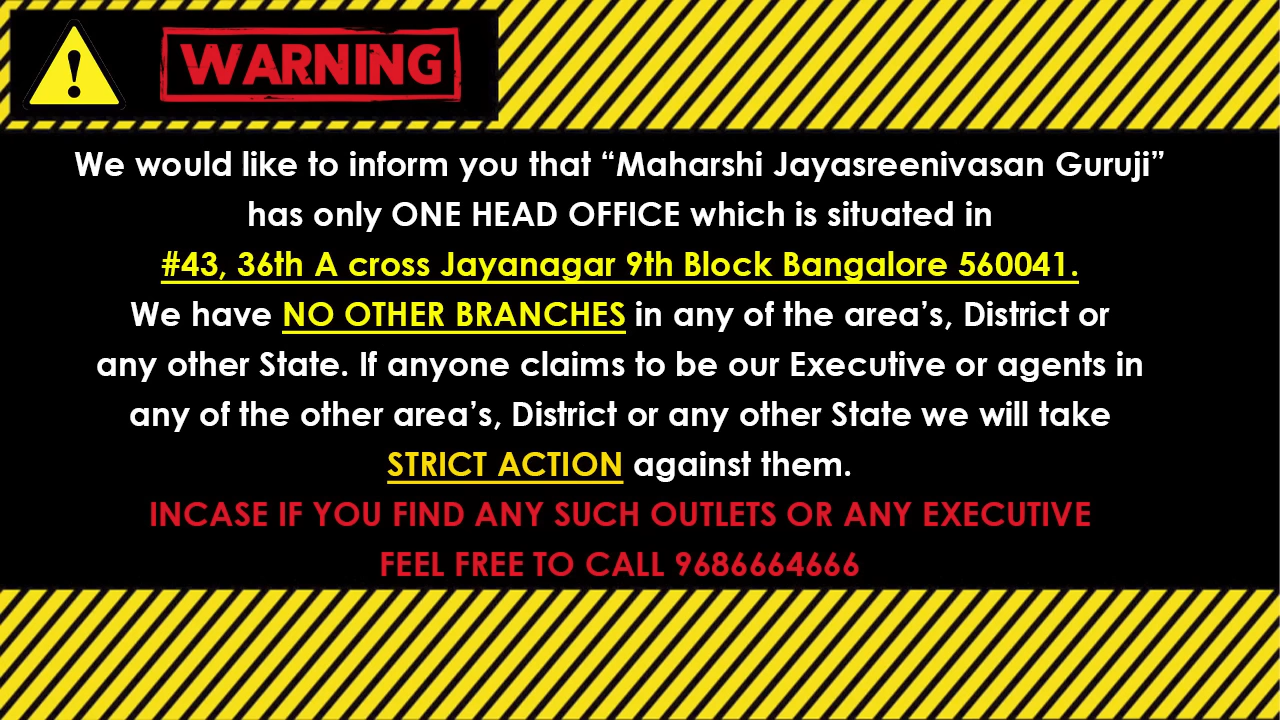 WARNING
We would like to inform you that “Maharshi Jayasreenivasan Guruji”
has only ONE HEAD OFFICE which is situated in
#43, 36th A cross Jayanagar 9th Block Bangalore 560041.
We have NO OTHER BRANCHES in any of the area’s, District or
any other State. If anyone claims to be our Executive or agents in
any of the other area’s, District or any other State we will take
STRICT ACTION against them.
INCASE IF YOU FIND ANY SUCH OUTLETS OR ANY EXECUTIVE
FEEL FREE TO CALL 9686664666